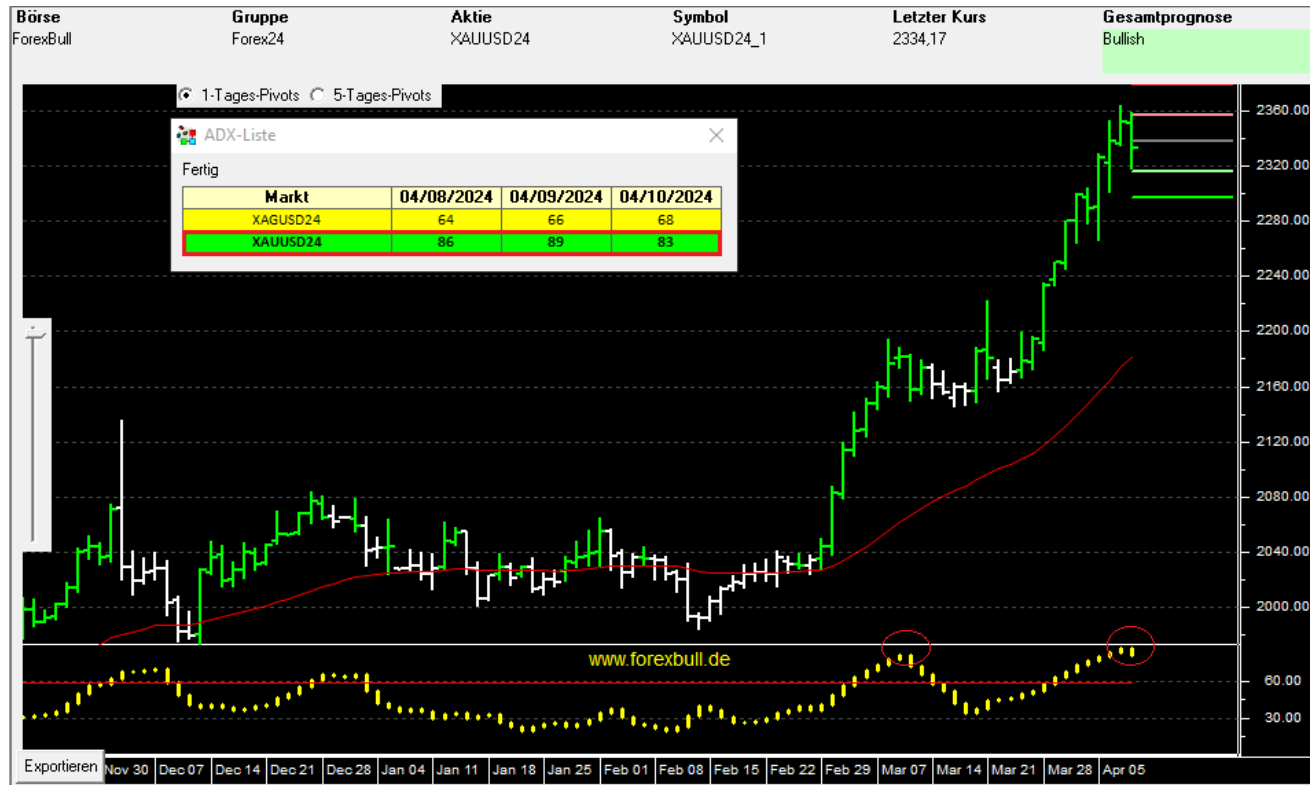 Börse Gruppe Aktie Symbol Letzter Kurs Gesamtprognose
ForexBull Forex24 XAUUSD24 XAUUSD24_1 2334,17 Bullish
1-Tages-Pivots 5-Tages-Pivots
ADX-Liste
Fertig
Markt 04/08/2024 04/09/2024 04/10/2024
XAGUSD24 64 66 68
XAUUSD24 86 89 83
2360.00
2320.00
2280.00
2240.00
2200.00
2160.00
2120.00
2080.00
2040.00
2000.00
www.forexbull.de
60.00
30.00
Exportieren Nov 30 Dec 07 Dec 14 Dec 21 Dec 28 Jan 04 Jan 11 Jan 18 Jan 25 Feb 01 Feb 08 Feb 15 Feb 22 Feb 29 Mar 07 Mar 14 Mar 21 Mar 28 Apr 05